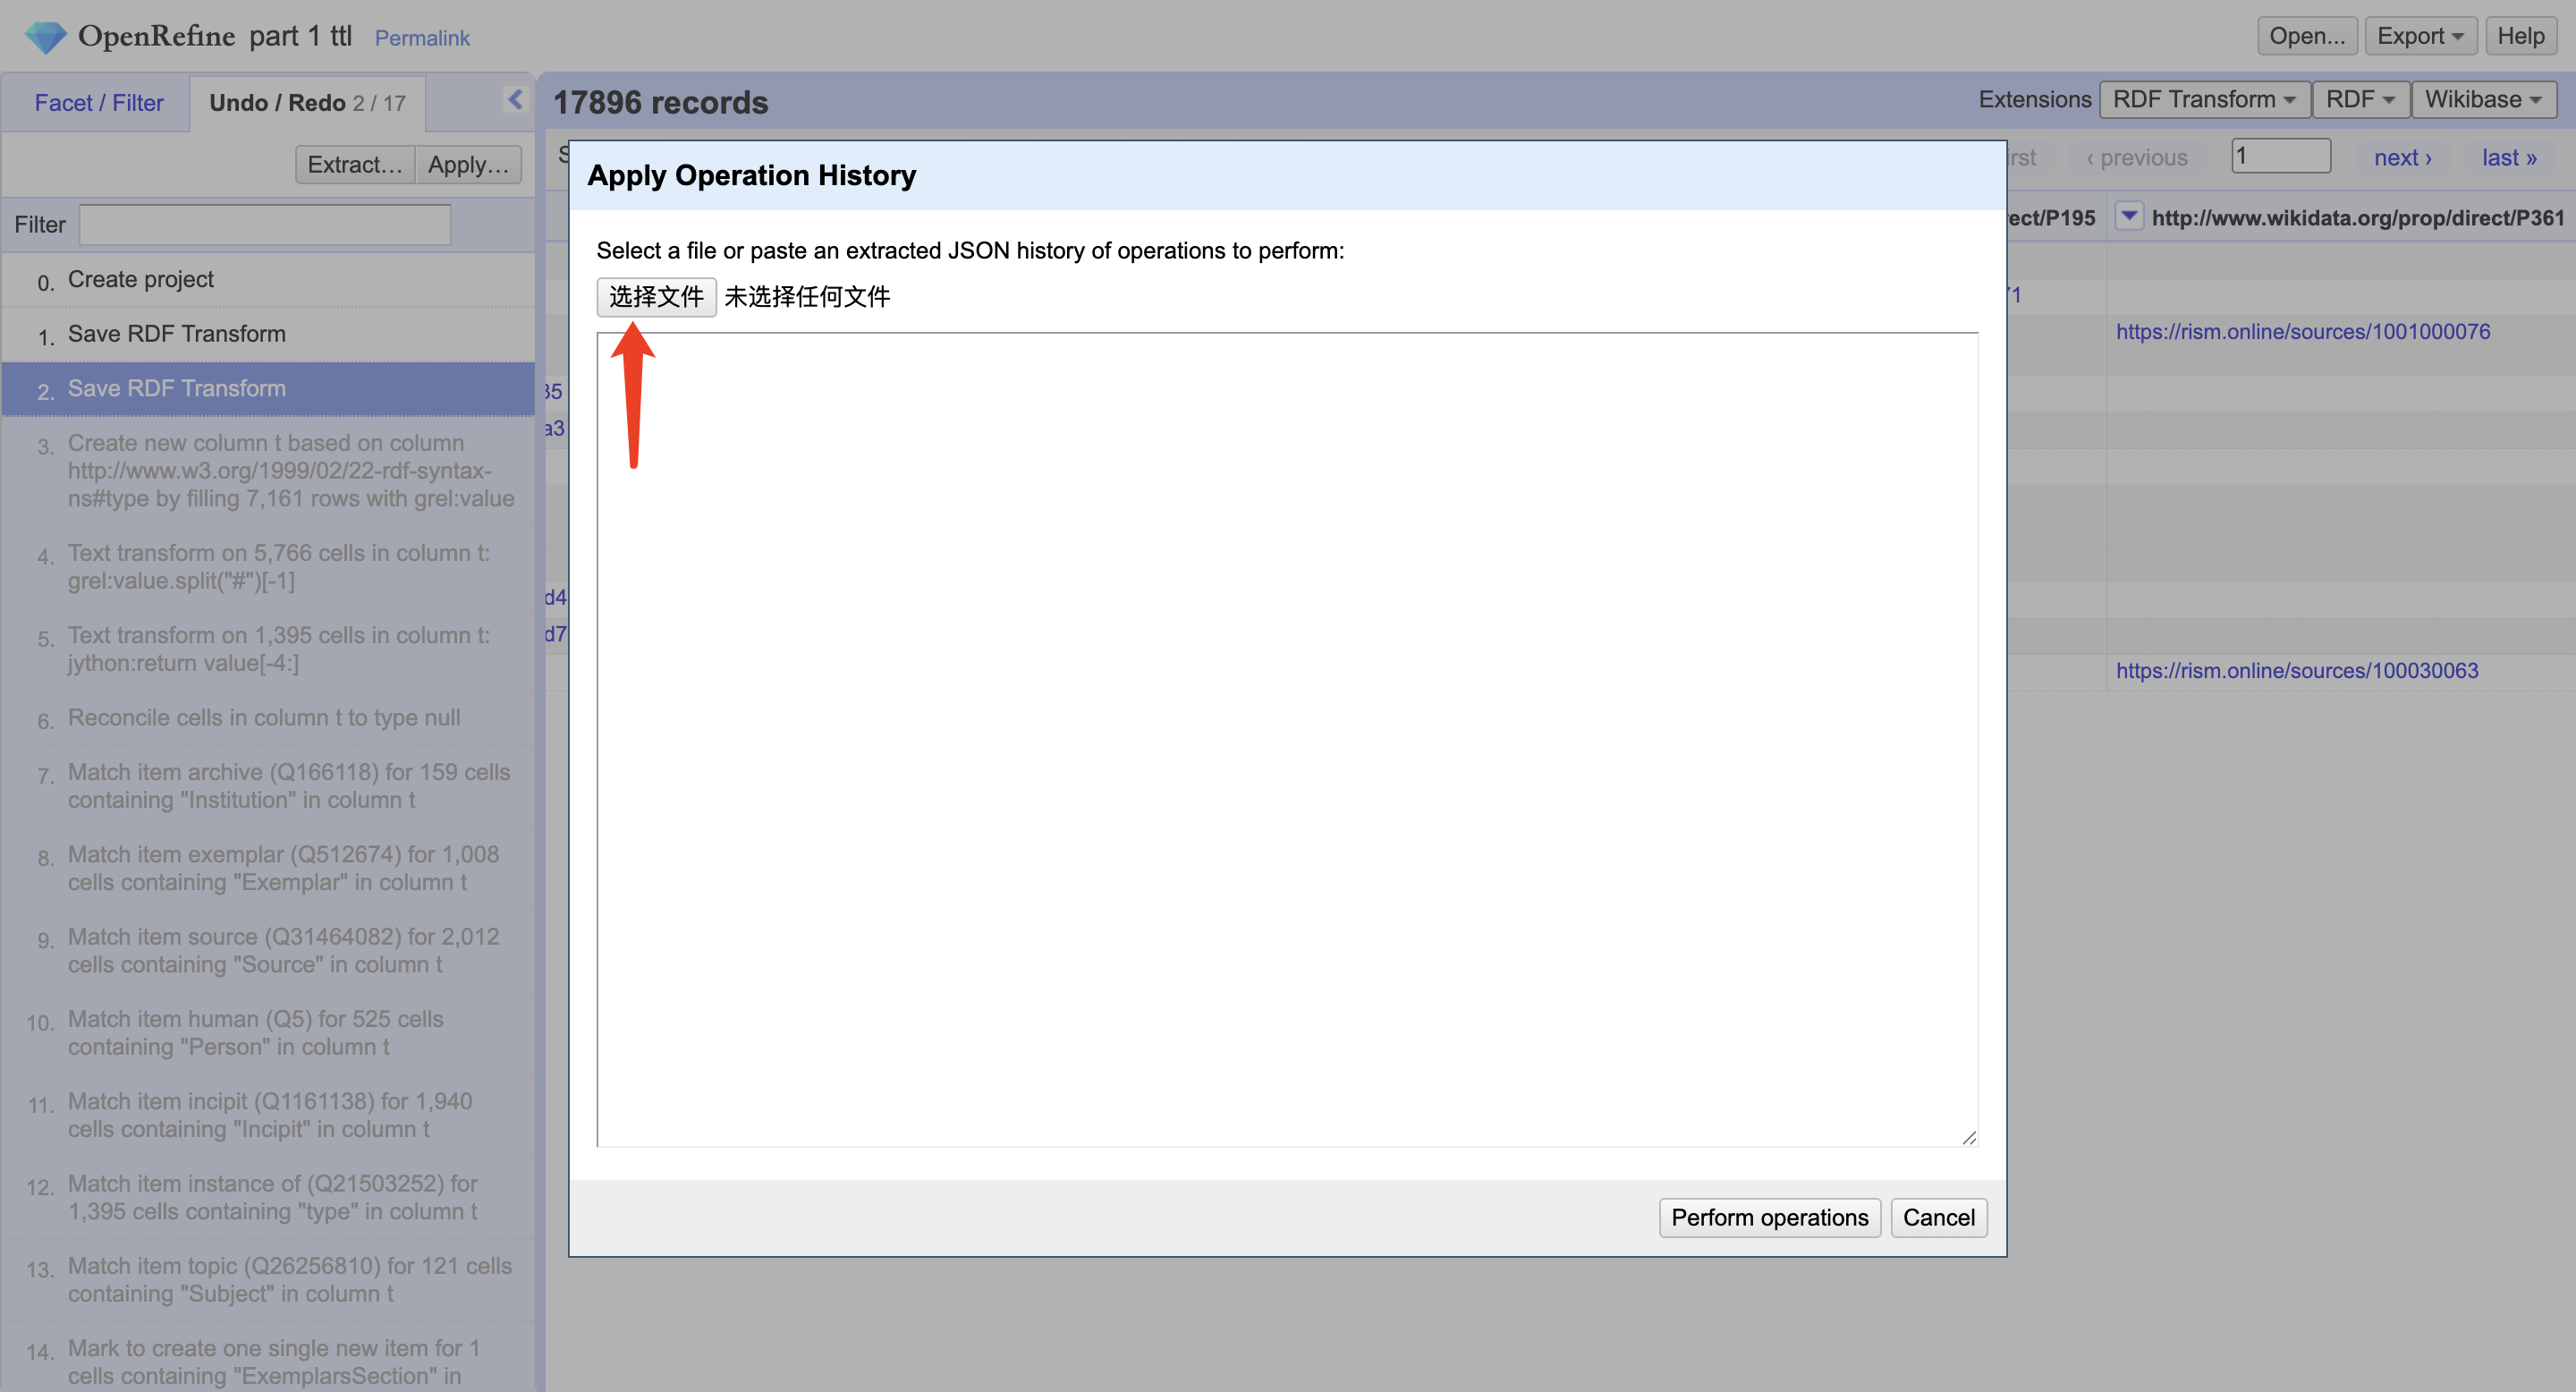 OpenRefine part 1 ttl Permalink
Open... Export Help
Facet / Filter Undo / Redo 2 / 17
17896 records
Extensions RDF Transform RDF Wikibase
Extract... Apply...
‹ previous 1 next › last »
Filter
ect/P195 http://www.wikidata.org/prop/direct/P361
0. Create project
1. Save RDF Transform
2. Save RDF Transform
3. Create new column t based on column
http://www.w3.org/1999/02/22-rdf-syntax-
ns#type by filling 7,161 rows with grel:value
4. Text transform on 5,766 cells in column t:
grel:value.split("#")[-1]
5. Text transform on 1,395 cells in column t:
jython:return value[-4:]
6. Reconcile cells in column t to type null
7. Match item archive (Q166118) for 159 cells
containing "Institution" in column t
8. Match item exemplar (Q512674) for 1,008
cells containing "Exemplar" in column t
9. Match item source (Q31464082) for 2,012
cells containing "Source" in column t
10. Match item human (Q5) for 525 cells
containing "Person" in column t
11. Match item incipit (Q1161138) for 1,940
cells containing "Incipit" in column t
12. Match item instance of (Q21503252) for
1,395 cells containing "type" in column t
13. Match item topic (Q26256810) for 121 cells
containing "Subject" in column t
14. Mark to create one single new item for 1
cells containing "ExemplarsSection" in
Apply Operation History
Select a file or paste an extracted JSON history of operations to perform:
选择文件 未选择任何文件
Perform operations Cancel
35
a3
d4
d7
https://rism.online/sources/1001000076
https://rism.online/sources/100030063